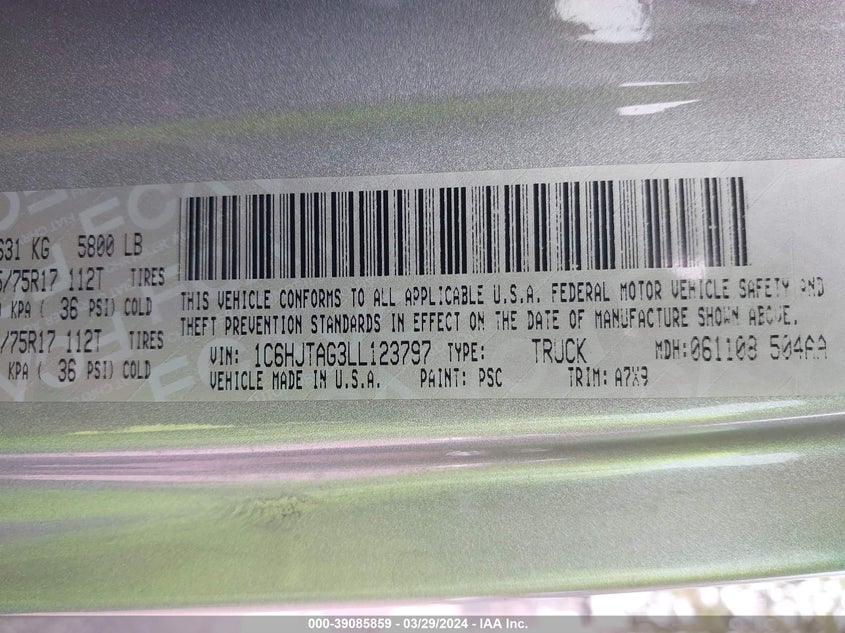 531 KG 5800 LB
/75R17 112T TIRES
KPA ( 36 PSI) COLD
/75R17 112T TIRES
KPA ( 36 PSI) COLD
THIS VEHICLE CONFORMS TO ALL APPLICABLE U.S.A. FEDERAL MOTOR VEHICLE SAFETY AND
THEFT PREVENTION STANDARDS IN EFFECT ON THE DATE OF MANUFACTURE SHOWN ABOVE.
VIN: 1C6HJTAG3LL123797 TYPE: TRUCK MDH:061108 504AA
VEHICLE MADE IN U.S.A. PAINT: PSC TRIM: A7X9
000-39085859 — 03/29/2024 — IAA Inc.